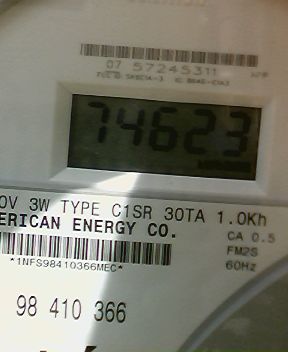 07 57245311
74623
0V 3W TYPE C1SR 30TA 1.0Kh
ERICAN ENERGY CO.
CA 0.5
FM2S
*1NFS98410366MEC*
60Hz
98 410 366